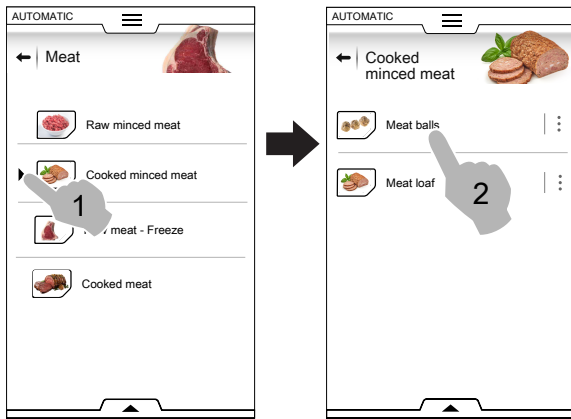 AUTOMATIC
Meat
Raw minced meat
Cooked minced meat
meat - Freeze
Cooked meat
1
AUTOMATIC
Cooked
minced meat
Meat balls
Meat loaf
2